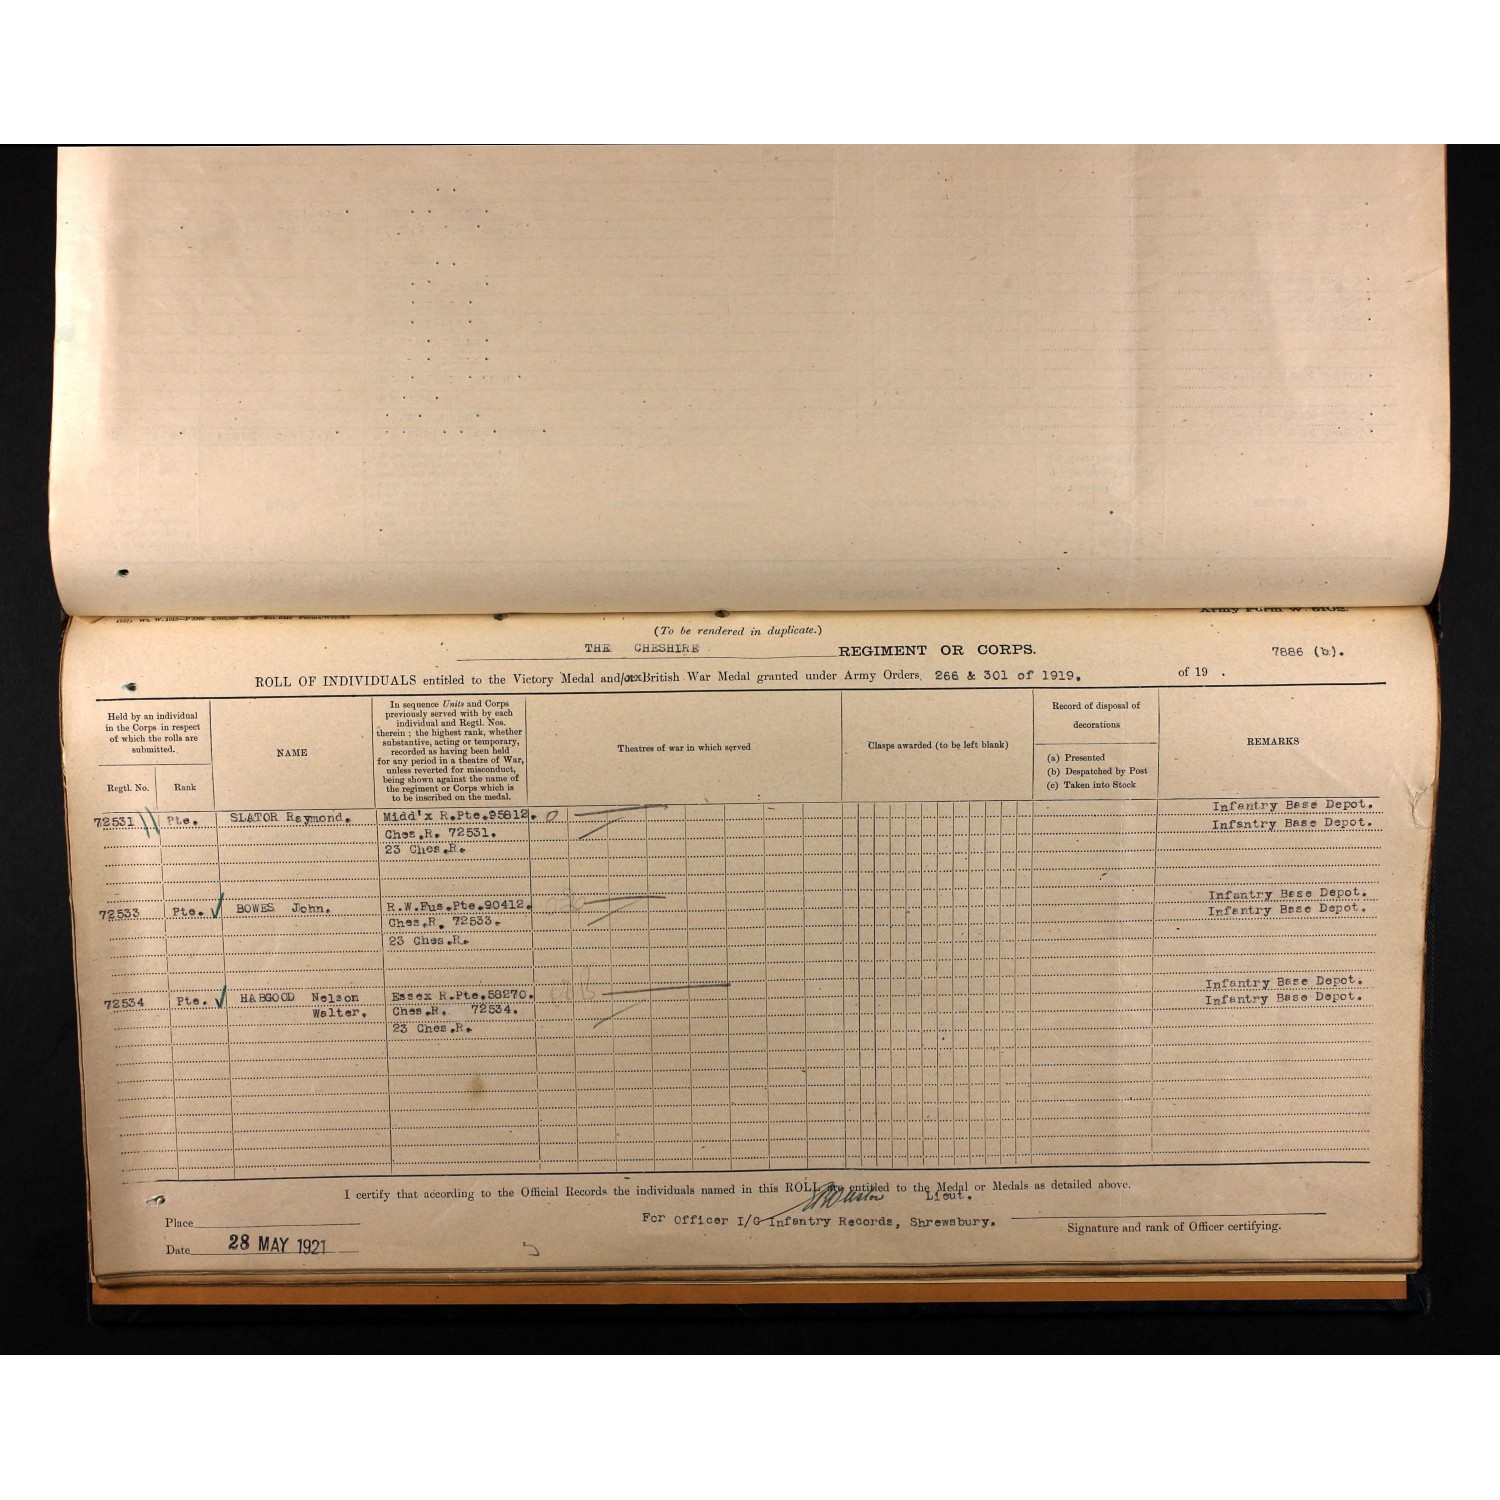 Army Form W. 5102.
(To be rendered in duplicate.)
THE CHESHIRE REGIMENT OR CORPS. 7886 (b).
ROLL OF INDIVIDUALS entitled to the Victory Medal and/or British War Medal granted under Army Orders, 266 & 301 of 1919. of 19 .
Held by an individual
in the Corps in respect
of which the rolls are
submitted.
Regtl. No. Rank
NAME
In sequence Units and Corps
previously served with by each
individual and Regtl. Nos.
therein ; the highest rank, whether
substantive, acting or temporary,
recorded as having been held
for any period in a theatre of War,
unless reverted for misconduct,
being shown against the name of
the regiment or Corps which is
to be inscribed on the medal.
Theatres of war in which served
Clasps awarded (to be left blank)
Record of disposal of
decorations
(a) Presented
(b) Despatched by Post
(c) Taken into Stock
REMARKS
72531 Pte. SLATOR Raymond. Midd'x R.Pte.95812. O Infantry Base Depot.
Ches.R. 72531. Infantry Base Depot.
23 Ches.R.
72533 Pte. BOWES John. R.W.Fus.Pte.90412. Infantry Base Depot.
Ches.R. 72533. Infantry Base Depot.
23 Ches.R.
72534 Pte. HABGOOD Nelson Essex R.Pte.58270. Infantry Base Depot.
Walter. Ches.R. 72534. Infantry Base Depot.
23 Ches.R.
I certify that according to the Official Records the individuals named in this ROLL are entitled to the Medal or Medals as detailed above.
Lieut.
Place
For Officer I/C Infantry Records, Shrewsbury.
Signature and rank of Officer certifying.
Date 28 MAY 1921